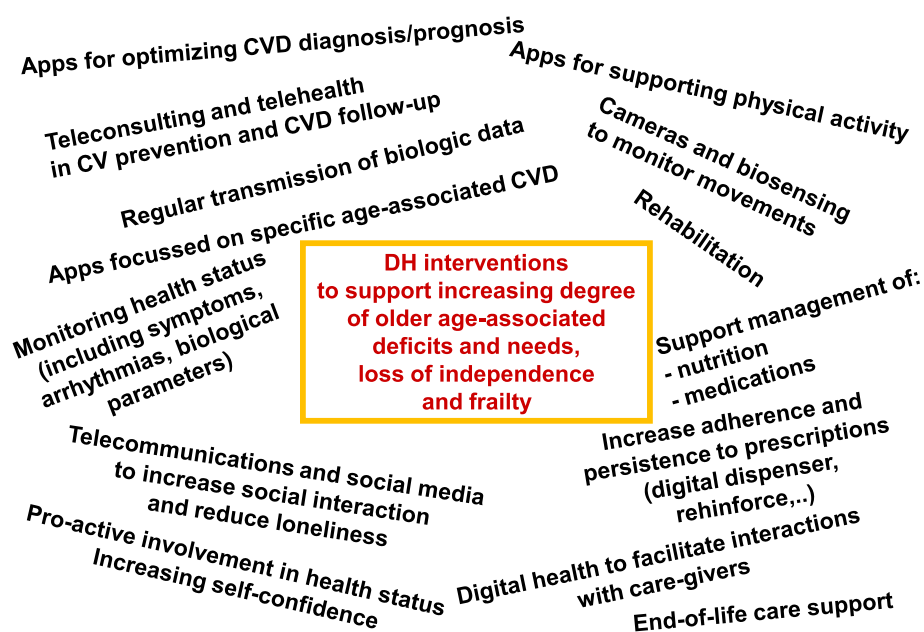 Apps for optimizing CVD diagnosis/prognosis
Teleconsulting and telehealth
in CV prevention and CVD follow-up
Regular transmission of biologic data
Apps focussed on specific age-associated CVD
Monitoring health status
(including symptoms,
arrhythmias, biological
parameters)
Telecommunications and social media
to increase social interaction
and reduce loneliness
Pro-active involvement in health status
Increasing self-confidence
DH interventions
to support increasing degree
of older age-associated
deficits and needs,
loss of independence
and frailty
Apps for supporting physical activity
Cameras and biosensing
to monitor movements
Rehabilitation
Support management of:
- nutrition
- medications
Increase adherence and
persistence to prescriptions
(digital dispenser,
rehinforce,..)
Digital health to facilitate interactions
with care-givers
End-of-life care support